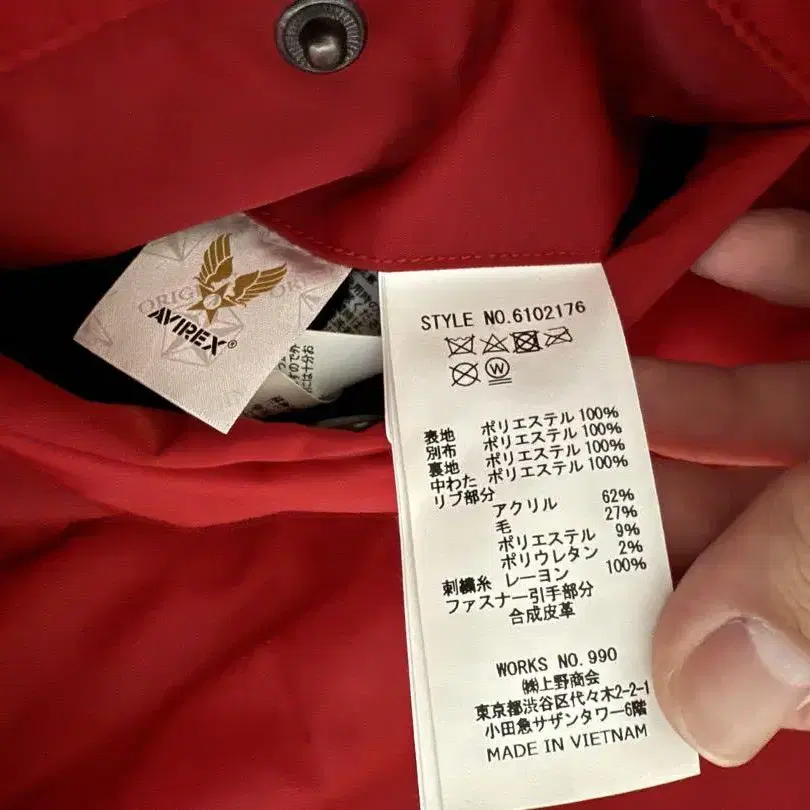 ORIGI
AVIREX®
STYLE NO.6102176
W
表地 ポリエステル 100%
別布 ポリエステル 100%
裏地 ポリエステル 100%
中わた ポリエステル 100%
リブ部分
アクリル 62%
毛 27%
ポリエステル 9%
ポリウレタン 2%
刺繍糸 レーヨン 100%
ファスナー引手部分
合成皮革
WORKS NO.990
㈱上野商会
東京都渋谷区代々木2-2-1
小田急サザンタワー6階
MADE IN VIETNAM